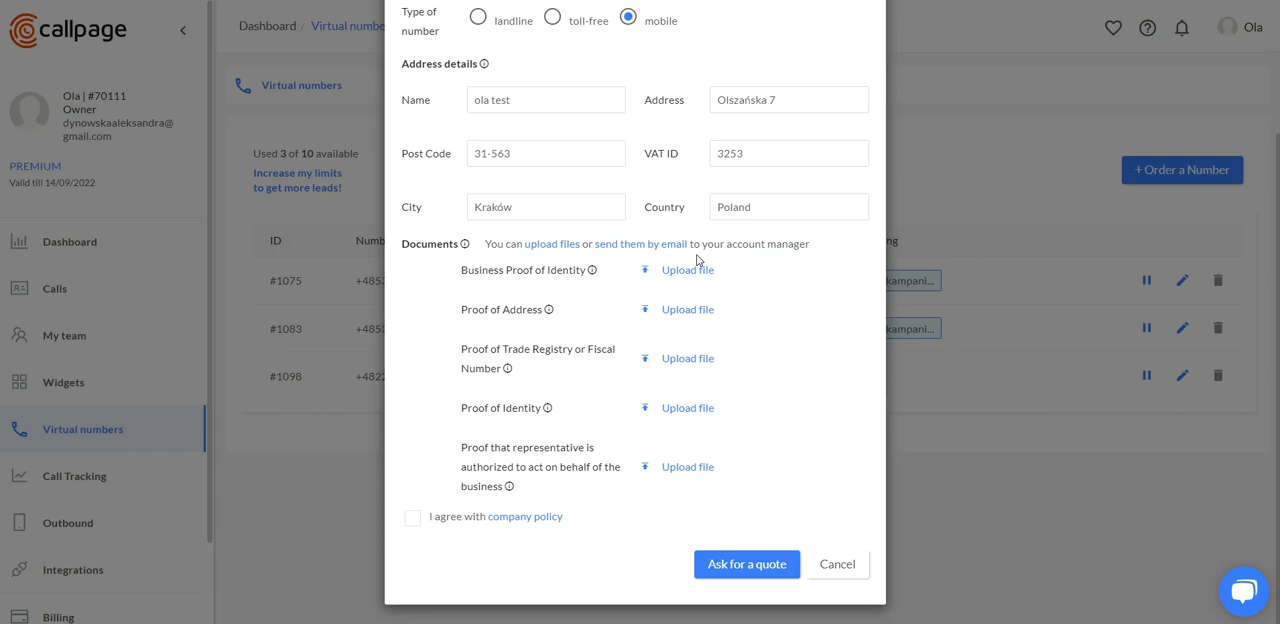 callpage
Dashboard / Virtual numbe
Ola
Ola | #70111
Owner
dynowskaaleksandra@
gmail.com
PREMIUM
Valid till 14/09/2022
Dashboard
Calls
My team
Widgets
Virtual numbers
Call Tracking
Outbound
Integrations
Billing
Virtual numbers
Used 3 of 10 available
Increase my limits
to get more leads!
+ Order a Number
ID Numb ng
#1075 +485 kampani...
#1083 +485 kampani...
#1098 +482
Type of
number
landline toll-free mobile
Address details
Name ola test Address Olszańska 7
Post Code 31-563 VAT ID 3253
City Kraków Country Poland
Documents You can upload files or send them by email to your account manager
Business Proof of Identity Upload file
Proof of Address Upload file
Proof of Trade Registry or Fiscal
Number Upload file
Proof of Identity Upload file
Proof that representative is
authorized to act on behalf of the Upload file
business
I agree with company policy
Ask for a quote Cancel